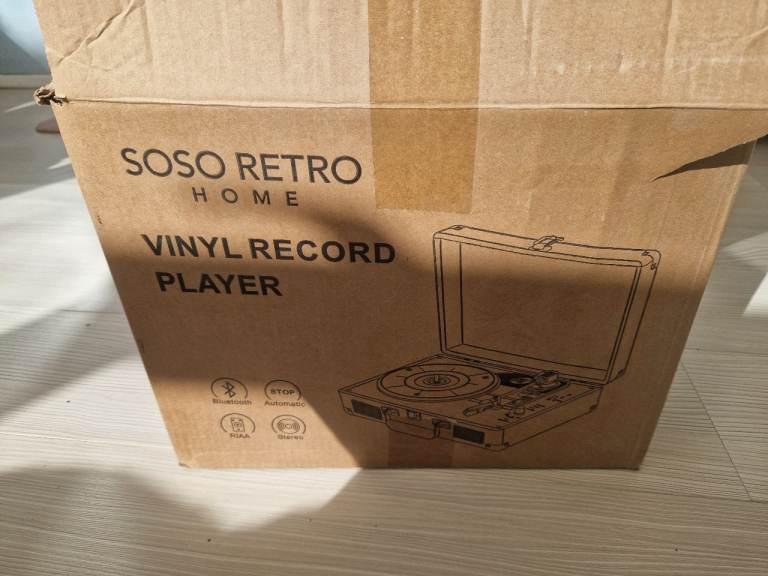 SOSO RETRO
HOME
VINYL RECORD
PLAYER
Bluetooth
STOP
Automatic
RIAA
Stereo